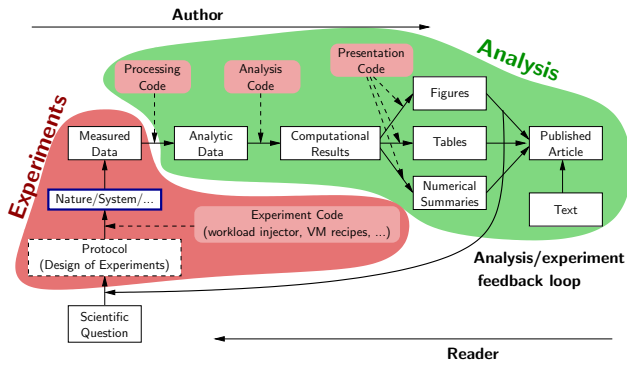 Author
Analysis
Processing
Code
Analysis
Code
Presentation
Code
Figures
Experiments
Measured
Data
Analytic
Data
Computational
Results
Tables
Published
Article
Nature/System/...
Numerical
Summaries
Experiment Code
(workload injector, VM recipes, ...)
Text
Protocol
(Design of Experiments)
Analysis/experiment
feedback loop
Scientific
Question
Reader